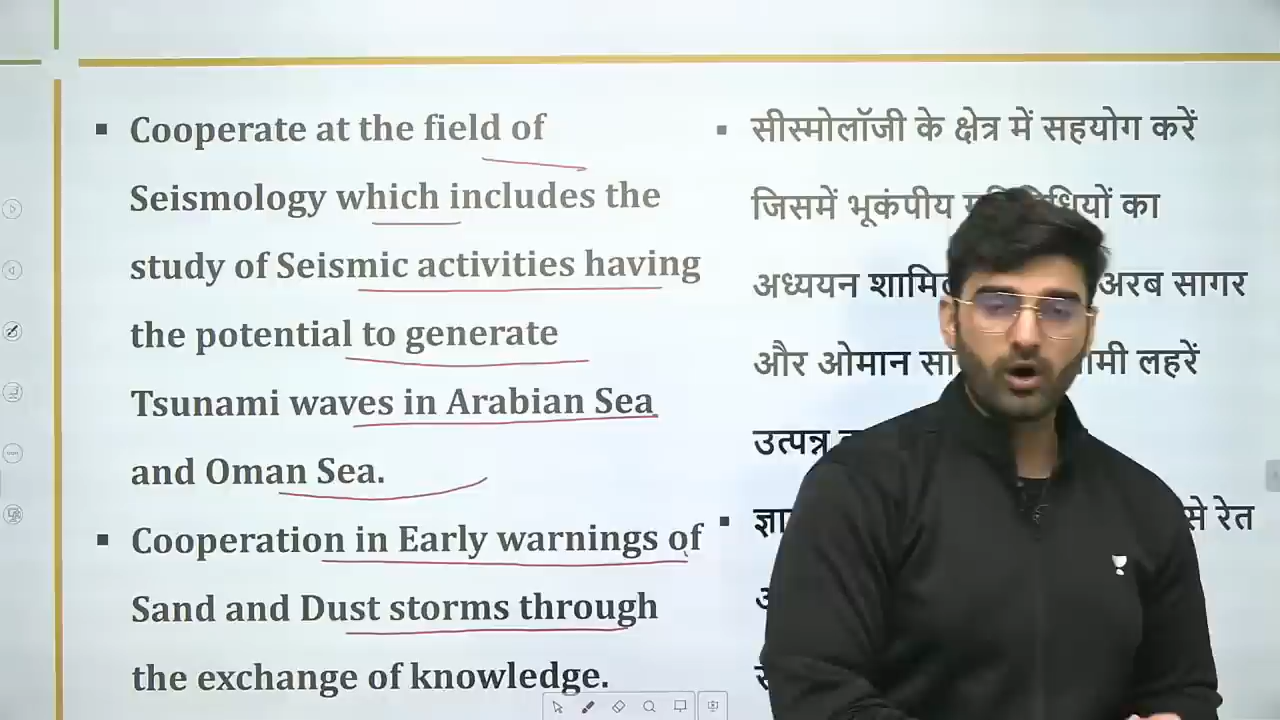 Cooperate at the field of
Seismology which includes the
study of Seismic activities having
the potential to generate
Tsunami waves in Arabian Sea
and Oman Sea.
Cooperation in Early warnings of
Sand and Dust storms through
the exchange of knowledge.
सीस्मोलॉजी के क्षेत्र में सहयोग करें
जिसमें भूकंपीय का
अध्ययन अरब सागर
और ओमान लहरें
उत्पन्न
से रेत